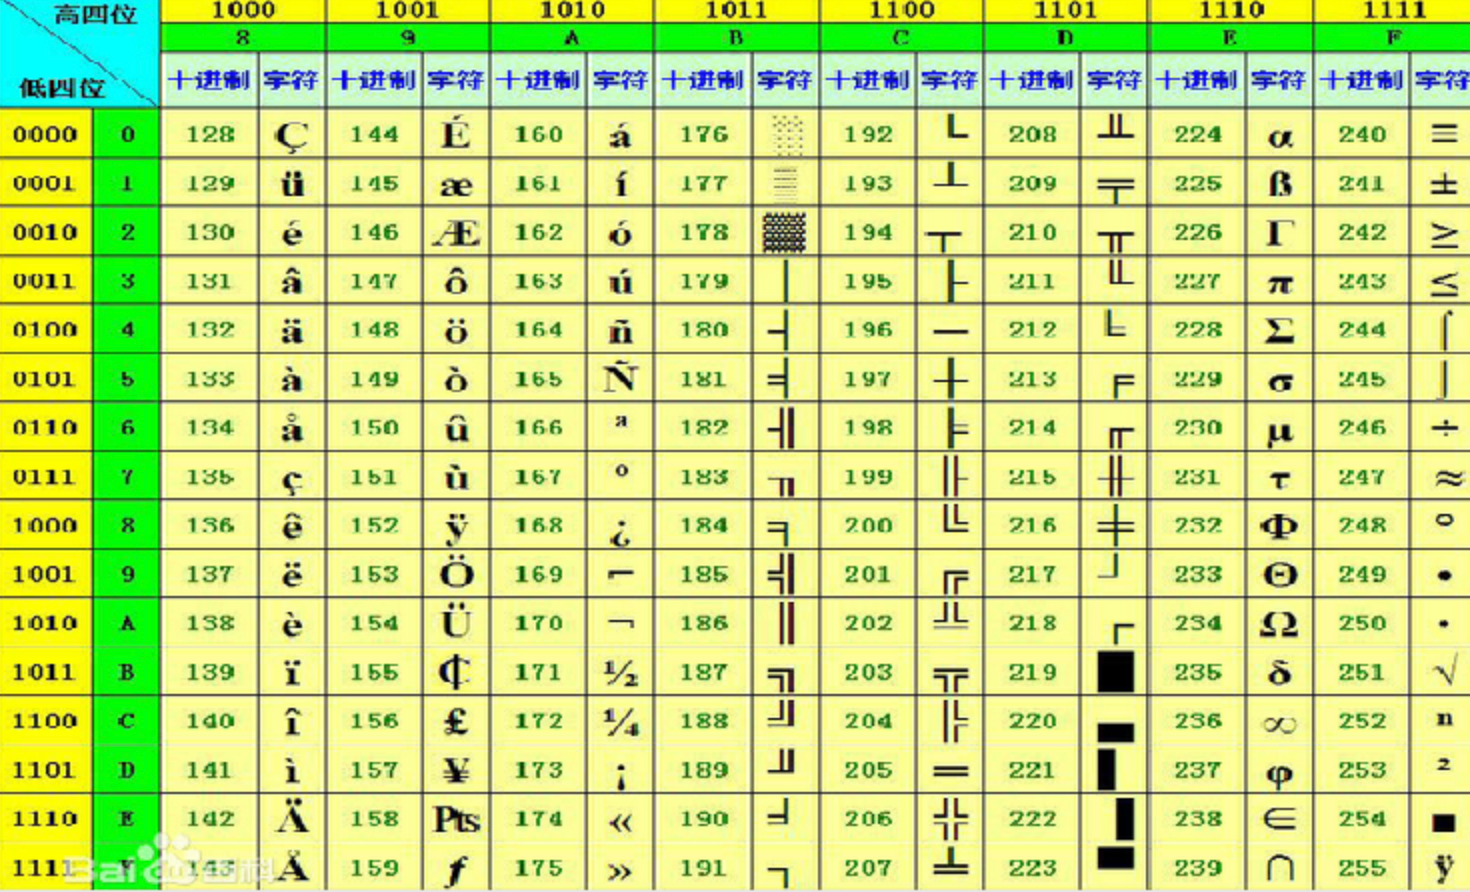 高四位 1000 1001 1010 1011 1100 1101 1110 1111
8 9 A B C D E F
低四位 十进制 字符 十进制 字符 十进制 字符 十进制 字符 十进制 字符 十进制 字符 十进制 字符 十进制 字符
0000 0 128 Ç 144 É 160 á 176 ░ 192 └ 208 ╨ 224 α 240 ≡
0001 1 129 ü 145 æ 161 í 177 ▒ 193 ┴ 209 ╤ 225 ß 241 ±
0010 2 130 é 146 Æ 162 ó 178 ▓ 194 ┬ 210 ╥ 226 Γ 242 ≥
0011 3 131 â 147 ô 163 ú 179 │ 195 ├ 211 ╙ 227 π 243 ≤
0100 4 132 ä 148 ö 164 ñ 180 ┤ 196 ─ 212 ╘ 228 Σ 244 ⌠
0101 5 133 à 149 ò 165 Ñ 181 ╡ 197 ┼ 213 ╒ 229 σ 245 ⌡
0110 6 134 å 150 û 166 ª 182 ╢ 198 ╞ 214 ╓ 230 µ 246 ÷
0111 7 135 ç 151 ù 167 º 183 ╖ 199 ╟ 215 ╫ 231 τ 247 ≈
1000 8 136 ê 152 ÿ 168 ¿ 184 ╕ 200 ╚ 216 ╪ 232 Φ 248 °
1001 9 137 ë 153 Ö 169 ⌐ 185 ╣ 201 ╔ 217 ┘ 233 Θ 249 •
1010 A 138 è 154 Ü 170 ¬ 186 ║ 202 ╩ 218 ┌ 234 Ω 250 ·
1011 B 139 ï 155 ₵ 171 ½ 187 ╗ 203 ╦ 219 █ 235 δ 251 √
1100 C 140 î 156 £ 172 ¼ 188 ╝ 204 ╠ 220 ▄ 236 ∞ 252 ⁿ
1101 D 141 ì 157 ¥ 173 ¡ 189 ╜ 205 ═ 221 ▌ 237 φ 253 ²
1110 E 142 Ä 158 Pts 174 « 190 ╛ 206 ╬ 222 ▐ 238 ∈ 254 ■
1111 Å 159 ƒ 175 » 191 ┐ 207 ╧ 223 ▀ 239 ∩ 255 ÿ
Bai 百科